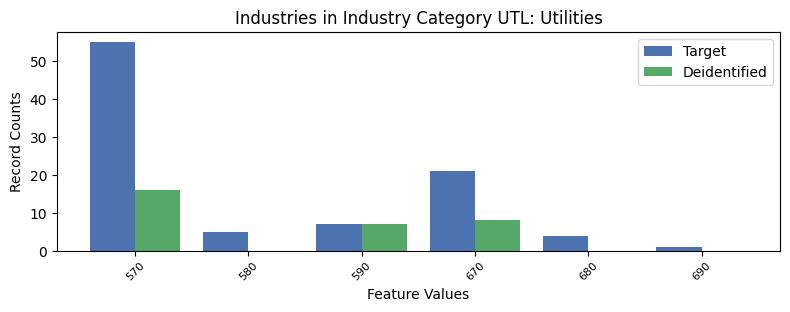 Industries in Industry Category UTL: Utilities
Target
Deidentified
Record Counts
50
40
30
20
10
0
570
580
590
670
680
690
Feature Values